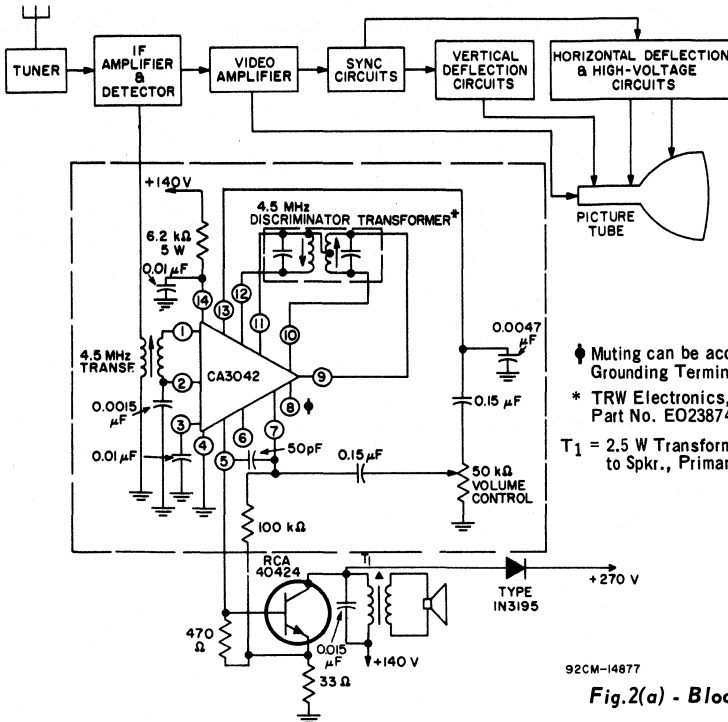 TUNER
IF
AMPLIFIER
&
DETECTOR
VIDEO
AMPLIFIER
SYNC
CIRCUITS
VERTICAL
DEFLECTION
CIRCUITS
HORIZONTAL DEFLECTION
& HIGH-VOLTAGE
CIRCUITS
PICTURE
TUBE
+140 V
6.2 kΩ
5 W
0.01 μF
4.5 MHz
DISCRIMINATOR TRANSFORMER*
14
13
12
11
10
1
2
3
4
5
6
7
8 ϕ
9
CA3042
4.5 MHz
TRANSF.
0.0015
μF
0.01 μF
50pF
0.15 μF
100 kΩ
0.0047
μF
0.15 μF
50 kΩ
VOLUME
CONTROL
ϕ Muting can be acc
Grounding Termin
* TRW Electronics,
Part No. EO23874
T1 = 2.5 W Transform
to Spkr., Primar
RCA
40424
T1
TYPE
IN3195
+270 V
470
Ω
0.015
μF
+140 V
33 Ω
92CM-14877
Fig.2(a) - Bloc